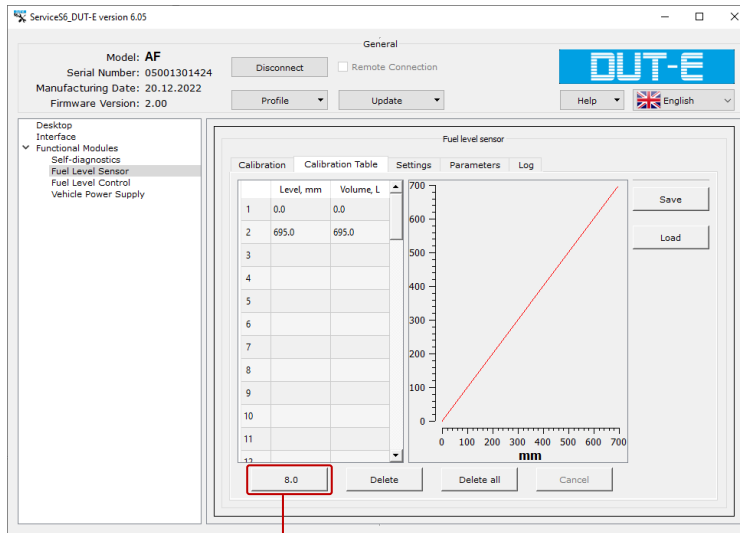 ServiceS6_DUT-E version 6.05
General
Model: AF
Serial Number: 05001301424
Manufacturing Date: 20.12.2022
Firmware Version: 2.00
Disconnect
Remote Connection
Profile
Update
DUT-E
Help
English
Desktop
Interface
Functional Modules
Self-diagnostics
Fuel Level Sensor
Fuel Level Control
Vehicle Power Supply
Fuel level sensor
Calibration
Calibration Table
Settings
Parameters
Log
Level, mm Volume, L
1 0.0 0.0
2 695.0 695.0
3
4
5
6
7
8
9
10
11
12
700
600
500
400
300
200
100
0
0 100 200 300 400 500 600 700
mm
Save
Load
8.0
Delete
Delete all
Cancel